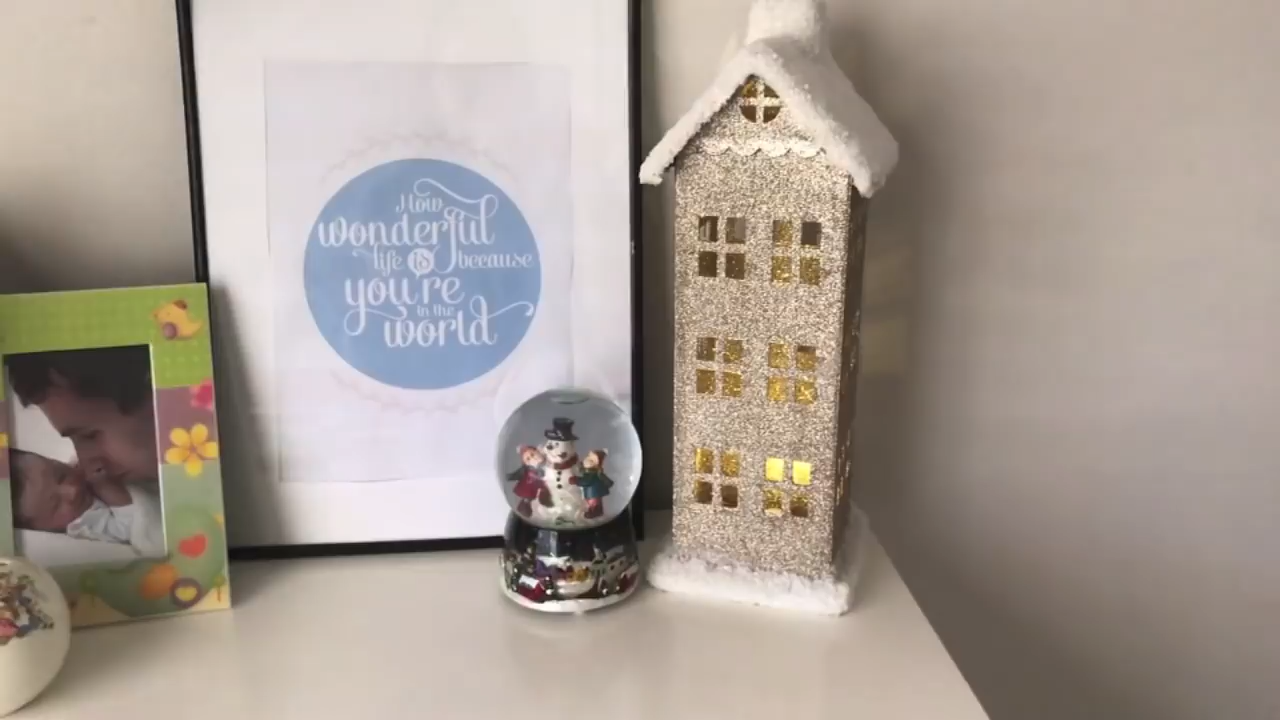 How
wonderful
life is because
you're
in the
world